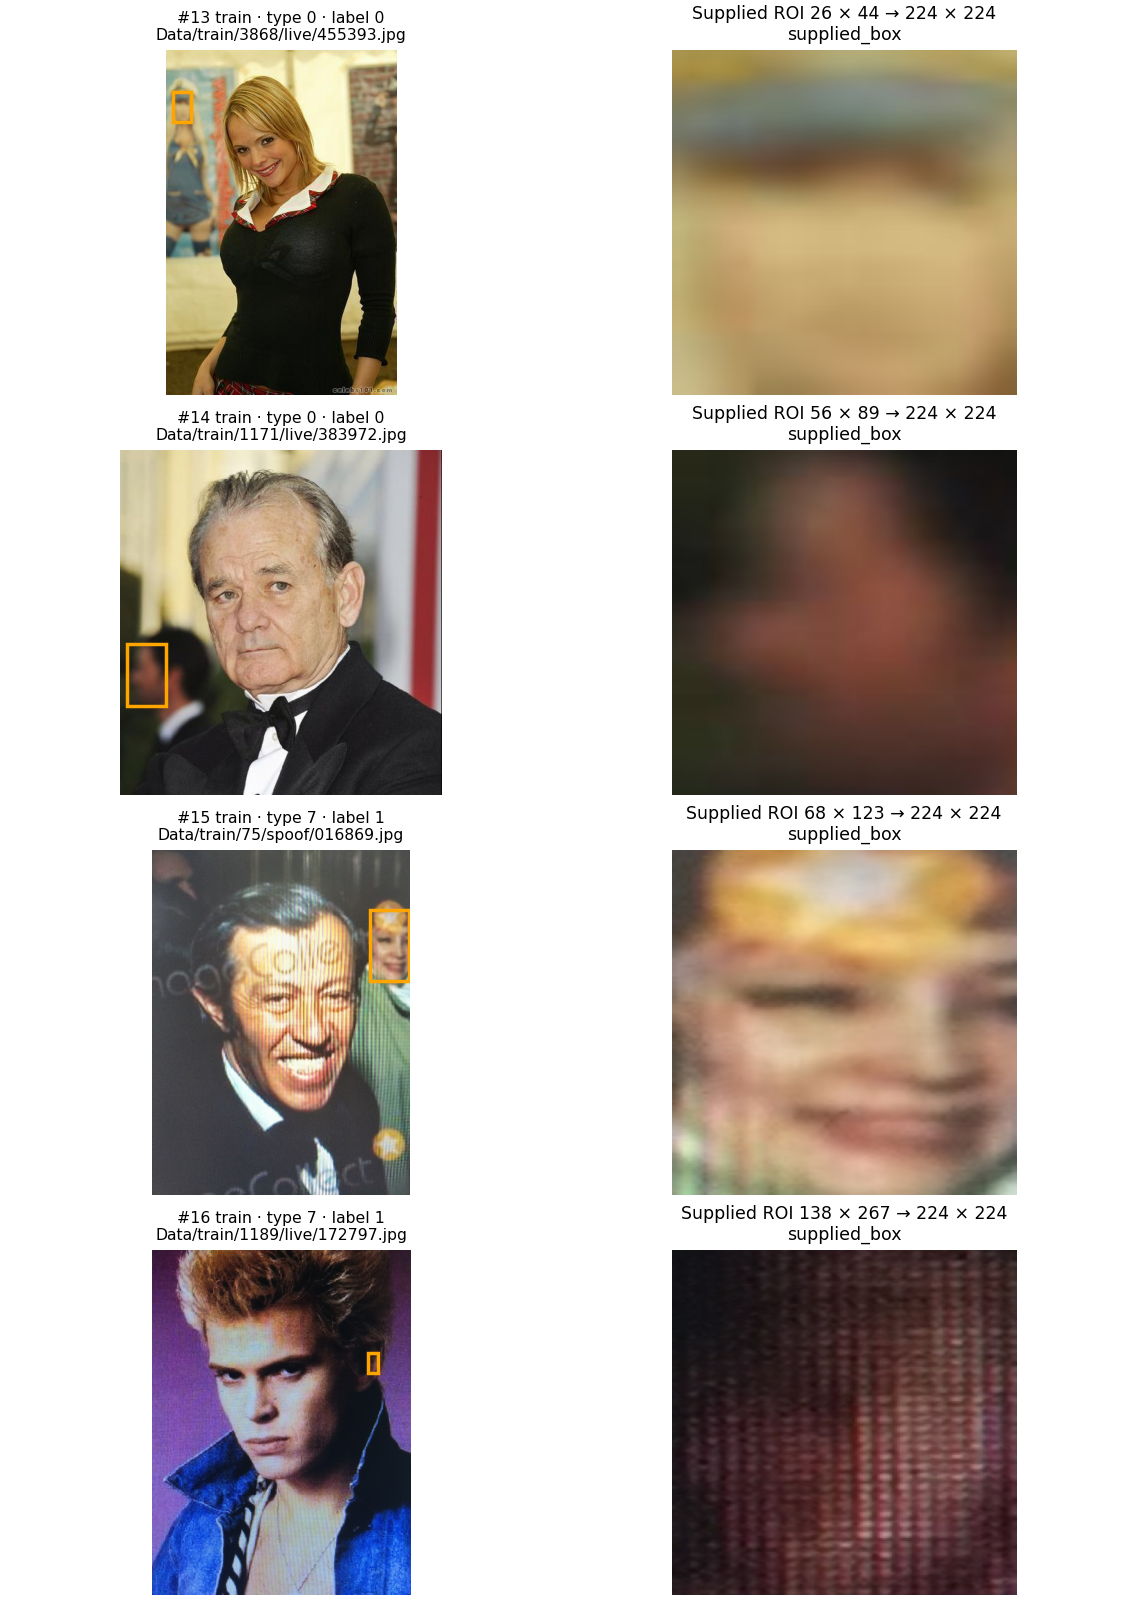 #13 train · type 0 · label 0
Data/train/3868/live/455393.jpg
Supplied ROI 26 × 44 → 224 × 224
supplied_box
celeb101.com
#14 train · type 0 · label 0
Data/train/1171/live/383972.jpg
Supplied ROI 56 × 89 → 224 × 224
supplied_box
#15 train · type 7 · label 1
Data/train/75/spoof/016869.jpg
Supplied ROI 68 × 123 → 224 × 224
supplied_box
ageColle
geCollect
#16 train · type 7 · label 1
Data/train/1189/live/172797.jpg
Supplied ROI 138 × 267 → 224 × 224
supplied_box